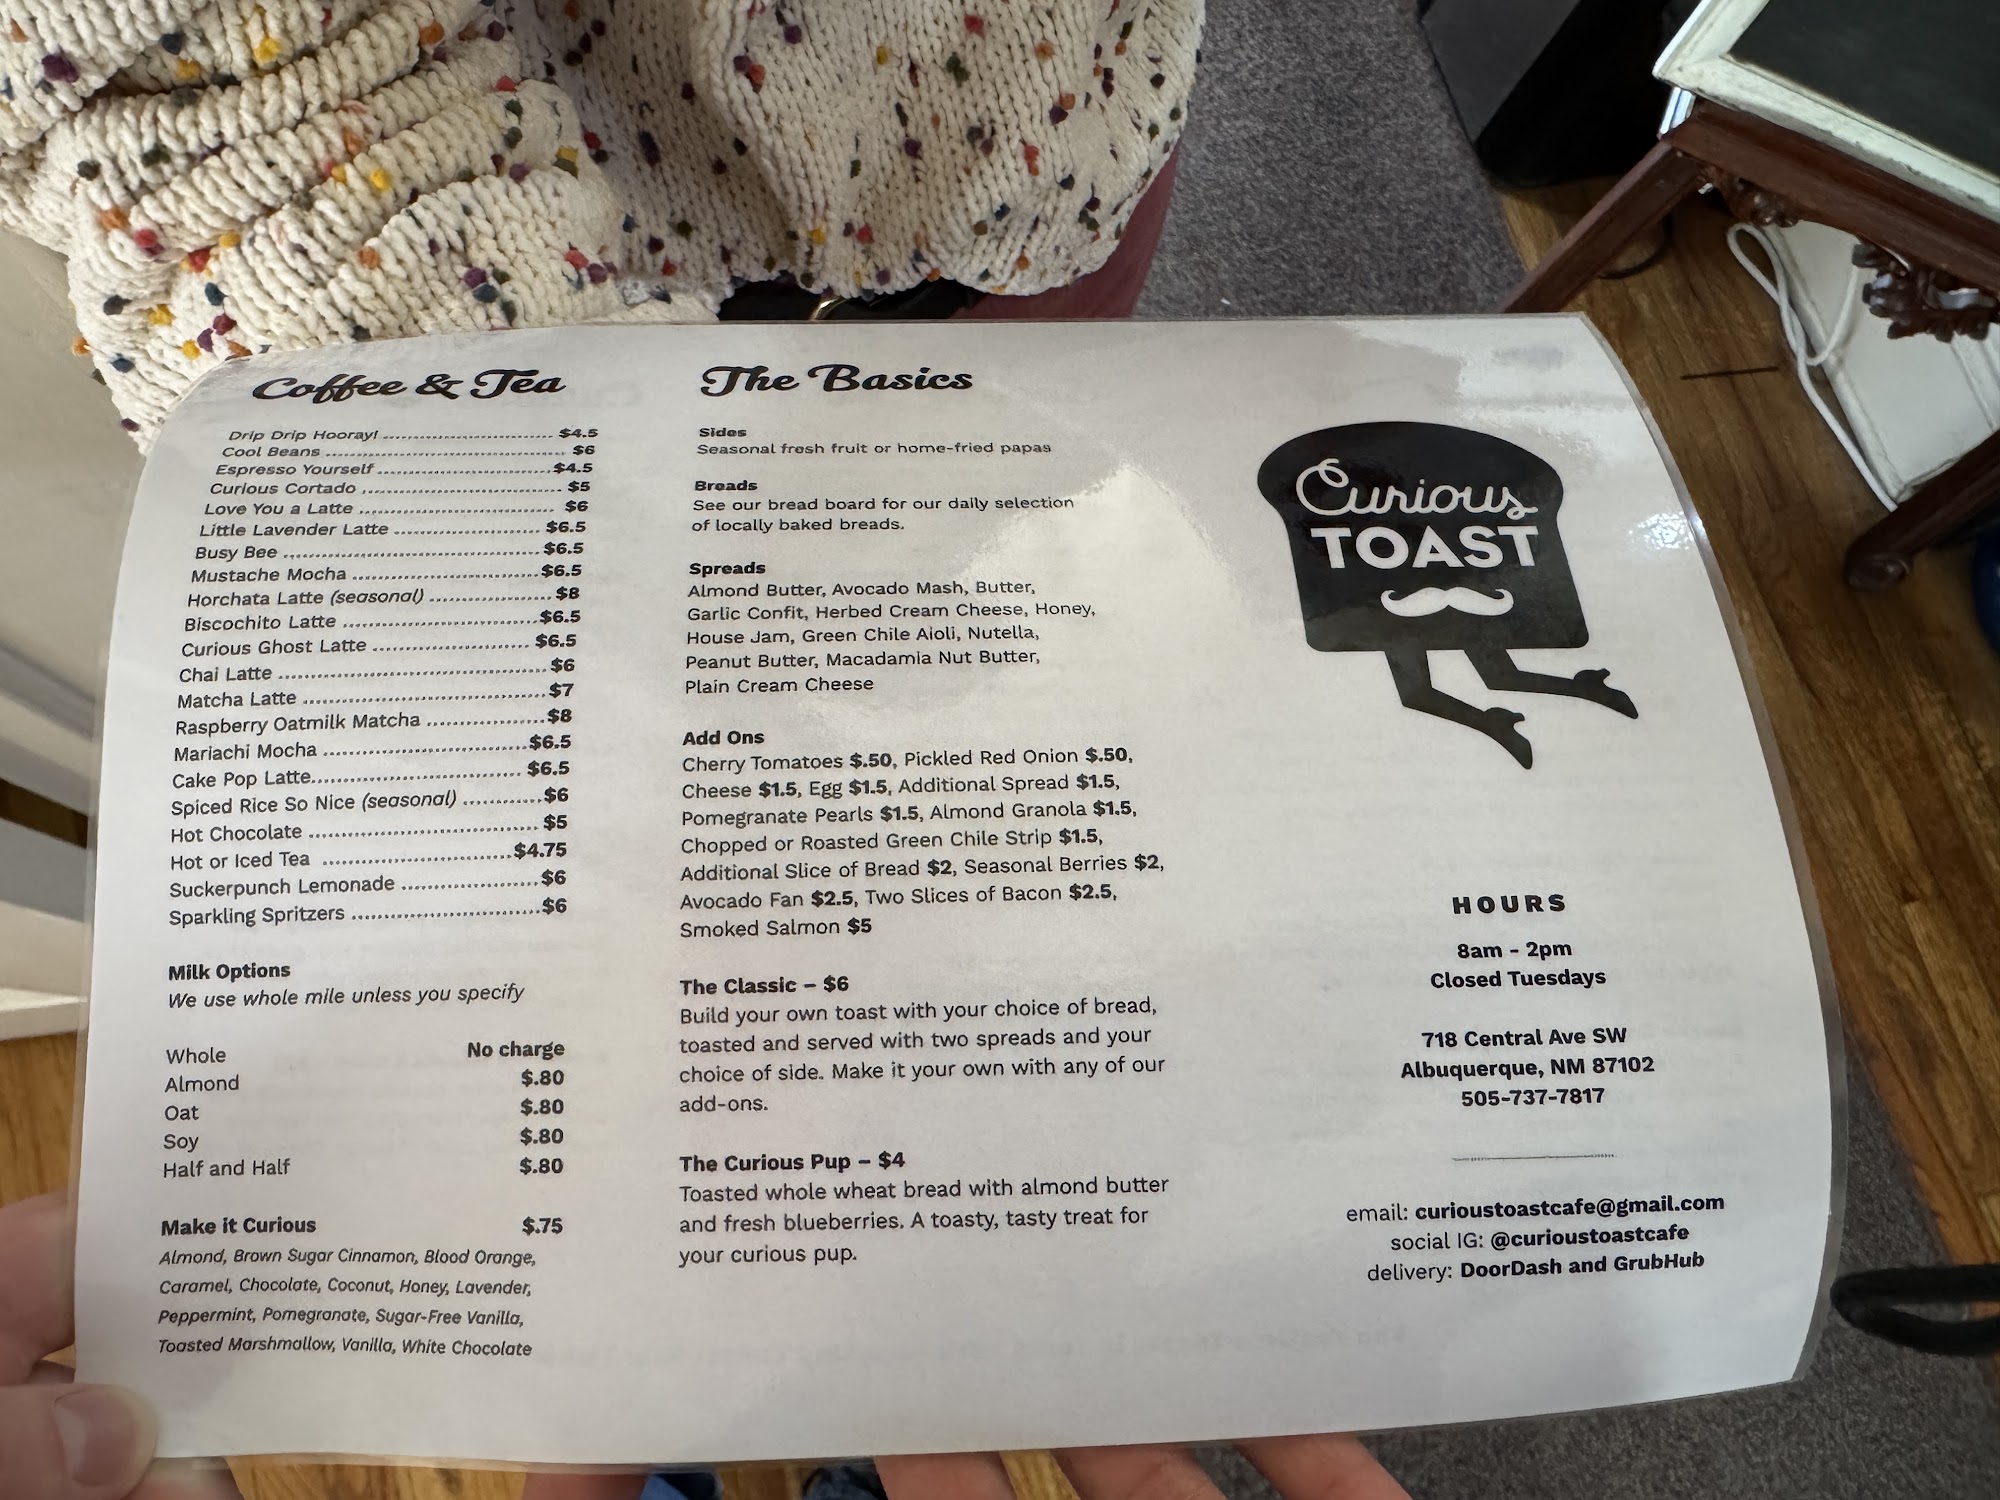 Coffee & Tea
Drip Drip Hooray! $4.5
Cool Beans $6
Espresso Yourself $4.5
Curious Cortado $5
Love You a Latte $6
Little Lavender Latte $6.5
Busy Bee $6.5
Mustache Mocha $6.5
Horchata Latte (seasonal) $8
Biscochito Latte $6.5
Curious Ghost Latte $6.5
Chai Latte $6
Matcha Latte $7
Raspberry Oatmilk Matcha $8
Mariachi Mocha $6.5
Cake Pop Latte $6.5
Spiced Rice So Nice (seasonal) $6
Hot Chocolate $5
Hot or Iced Tea $4.75
Suckerpunch Lemonade $6
Sparkling Spritzers $6
Milk Options
We use whole mile unless you specify
Whole No charge
Almond $.80
Oat $.80
Soy $.80
Half and Half $.80
Make it Curious $.75
Almond, Brown Sugar Cinnamon, Blood Orange,
Caramel, Chocolate, Coconut, Honey, Lavender,
Peppermint, Pomegranate, Sugar-Free Vanilla,
Toasted Marshmallow, Vanilla, White Chocolate
The Basics
Sides
Seasonal fresh fruit or home-fried papas
Breads
See our bread board for our daily selection
of locally baked breads.
Spreads
Almond Butter, Avocado Mash, Butter,
Garlic Confit, Herbed Cream Cheese, Honey,
House Jam, Green Chile Aioli, Nutella,
Peanut Butter, Macadamia Nut Butter,
Plain Cream Cheese
Add Ons
Cherry Tomatoes $.50, Pickled Red Onion $.50,
Cheese $1.5, Egg $1.5, Additional Spread $1.5,
Pomegranate Pearls $1.5, Almond Granola $1.5,
Chopped or Roasted Green Chile Strip $1.5,
Additional Slice of Bread $2, Seasonal Berries $2,
Avocado Fan $2.5, Two Slices of Bacon $2.5,
Smoked Salmon $5
The Classic – $6
Build your own toast with your choice of bread,
toasted and served with two spreads and your
choice of side. Make it your own with any of our
add-ons.
The Curious Pup – $4
Toasted whole wheat bread with almond butter
and fresh blueberries. A toasty, tasty treat for
your curious pup.
Curious
TOAST
HOURS
8am - 2pm
Closed Tuesdays
718 Central Ave SW
Albuquerque, NM 87102
505-737-7817
email: curioustoastcafe@gmail.com
social IG: @curioustoastcafe
delivery: DoorDash and GrubHub